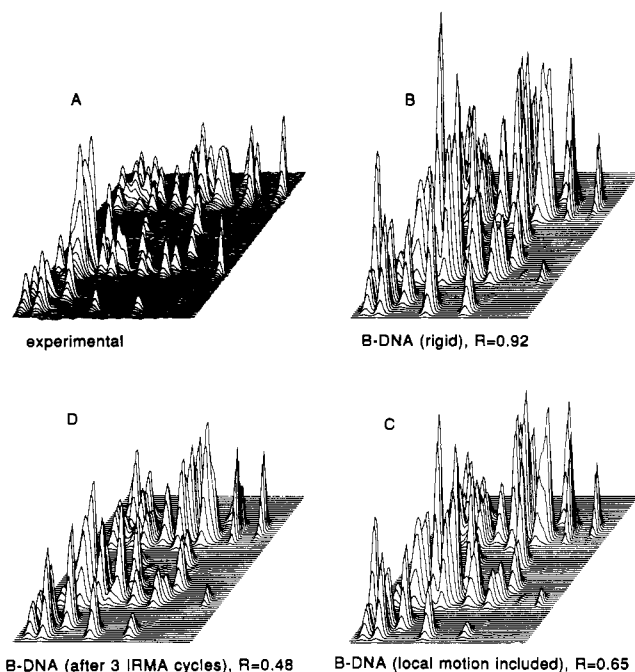 A
B
experimental
B-DNA (rigid), R=0.92
D
C
B-DNA (after 3 IRMA cycles), R=0.48
B-DNA (local motion included), R=0.65